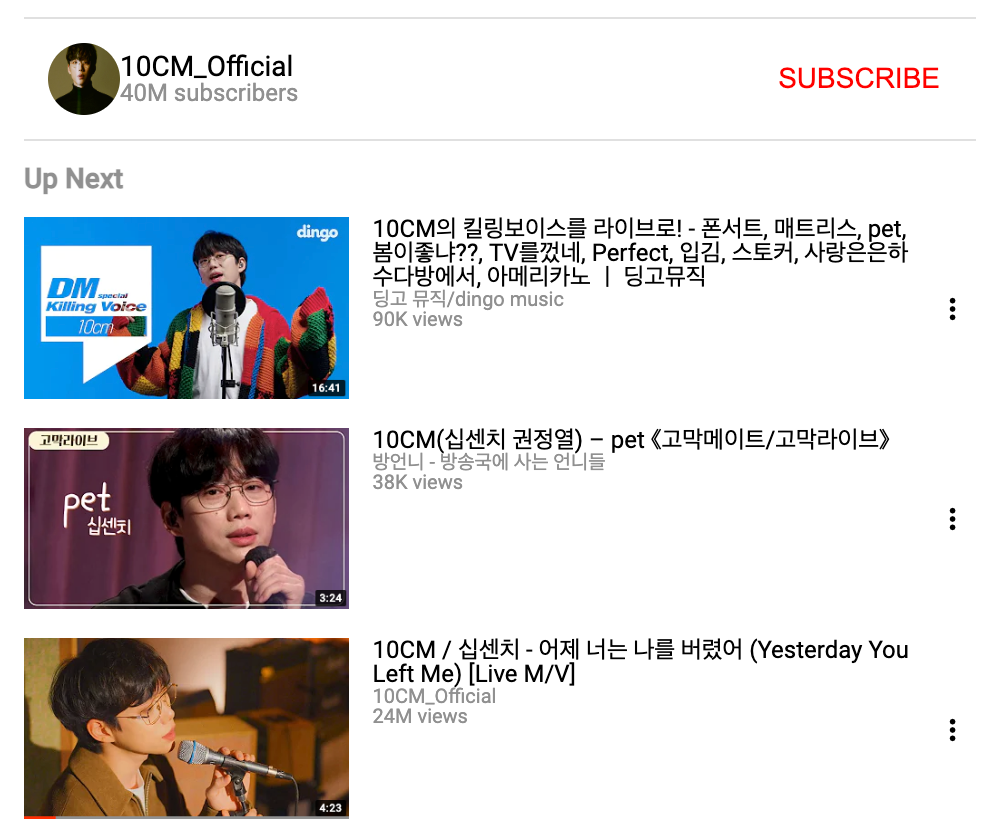 10CM_Official
40M subscribers
SUBSCRIBE
Up Next
dingo
DM special
Killing Voice
10cm
16:41
10CM의 킬링보이스를 라이브로! - 폰서트, 매트리스, pet,
봄이좋냐??, TV를껐네, Perfect, 입김, 스토커, 사랑은은하
수다방에서, 아메리카노 ㅣ 딩고뮤직
딩고 뮤직/dingo music
90K views
고막라이브
pet
십센치
3:24
10CM(십센치 권정열) – pet《고막메이트/고막라이브》
방언니 - 방송국에 사는 언니들
38K views
4:23
10CM / 십센치 - 어제 너는 나를 버렸어 (Yesterday You
Left Me) [Live M/V]
10CM_Official
24M views